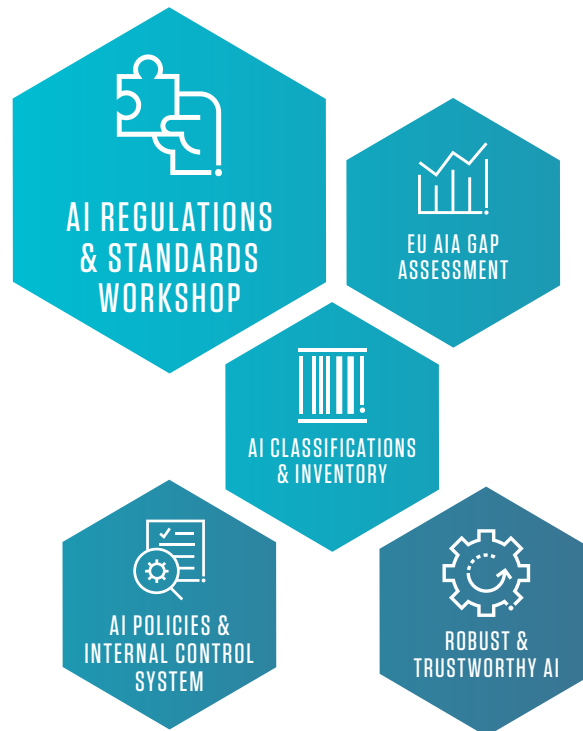 AI REGULATIONS
& STANDARDS
WORKSHOP
EU AIA GAP
ASSESSMENT
AI CLASSIFICATIONS
& INVENTORY
AI POLICIES &
INTERNAL CONTROL
SYSTEM
ROBUST &
TRUSTWORTHY AI